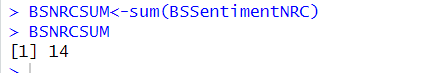 > BSNRCSUM<-sum(BSSentimentNRC)
> BSNRCSUM
[1] 14
>